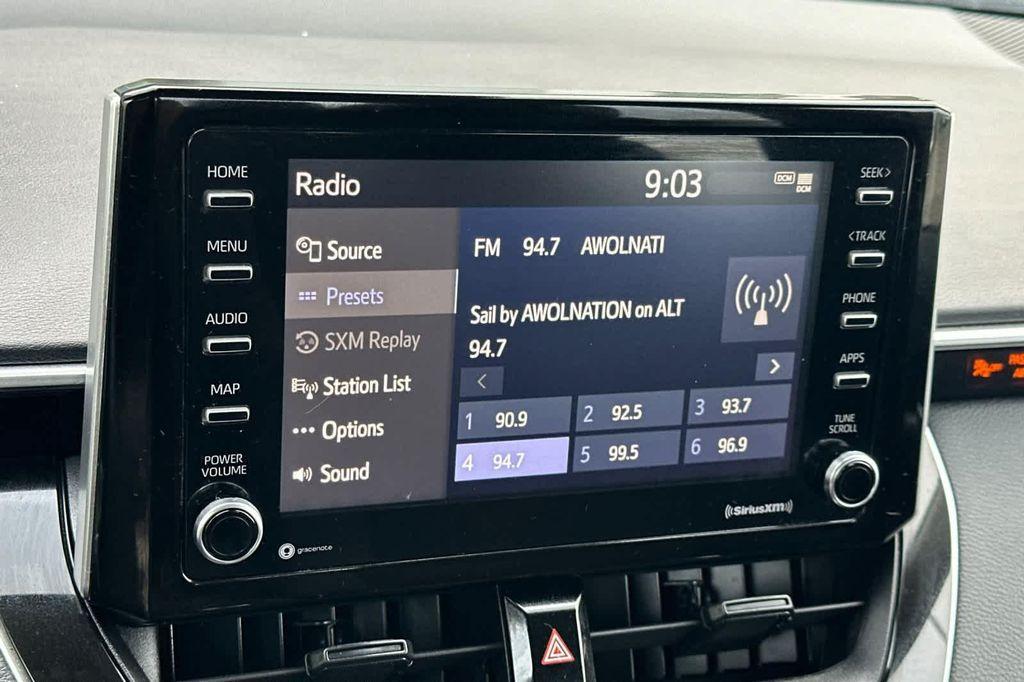 HOME
MENU
AUDIO
MAP
POWER
VOLUME
Radio
9:03
DCM
DCM
Source
Presets
SXM Replay
Station List
Options
Sound
FM 94.7 AWOLNATI
Sail by AWOLNATION on ALT
94.7
< >
1 90.9
2 92.5
3 93.7
4 94.7
5 99.5
6 96.9
SEEK>
<TRACK
PHONE
APPS
TUNE
SCROLL
gracenote
((SiriusXM))